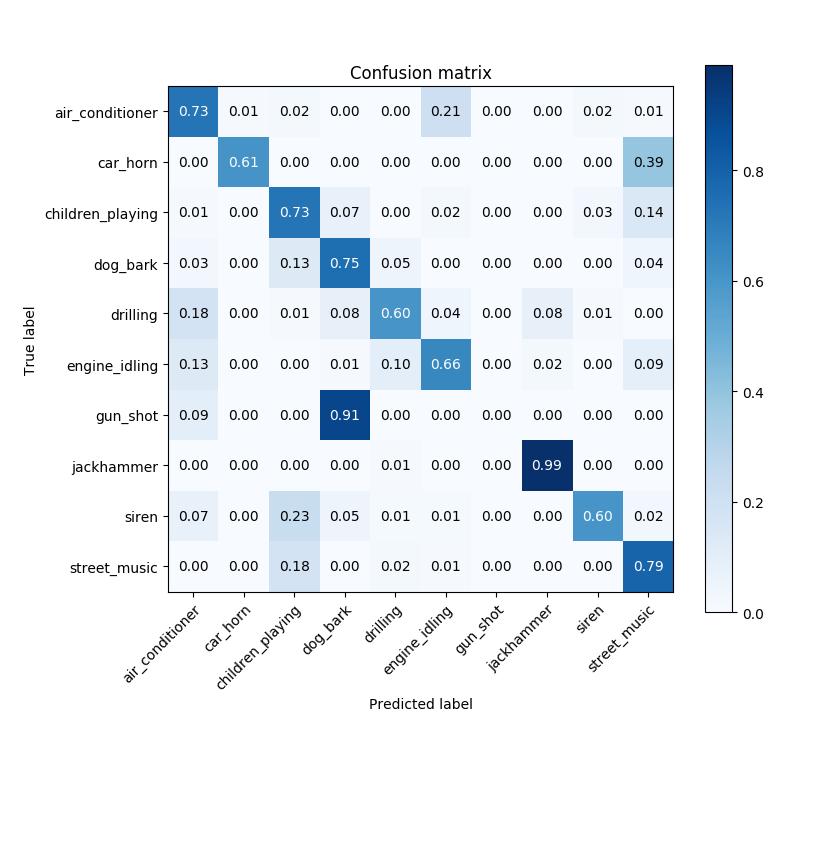 Confusion matrix
air_conditioner 0.73 0.01 0.02 0.00 0.00 0.21 0.00 0.00 0.02 0.01
car_horn 0.00 0.61 0.00 0.00 0.00 0.00 0.00 0.00 0.00 0.39
children_playing 0.01 0.00 0.73 0.07 0.00 0.02 0.00 0.00 0.03 0.14
dog_bark 0.03 0.00 0.13 0.75 0.05 0.00 0.00 0.00 0.00 0.04
drilling 0.18 0.00 0.01 0.08 0.60 0.04 0.00 0.08 0.01 0.00
engine_idling 0.13 0.00 0.00 0.01 0.10 0.66 0.00 0.02 0.00 0.09
gun_shot 0.09 0.00 0.00 0.91 0.00 0.00 0.00 0.00 0.00 0.00
jackhammer 0.00 0.00 0.00 0.00 0.01 0.00 0.00 0.99 0.00 0.00
siren 0.07 0.00 0.23 0.05 0.01 0.01 0.00 0.00 0.60 0.02
street_music 0.00 0.00 0.18 0.00 0.02 0.01 0.00 0.00 0.00 0.79
True label
air_conditioner
car_horn
children_playing
dog_bark
drilling
engine_idling
gun_shot
jackhammer
siren
street_music
Predicted label
0.8
0.6
0.4
0.2
0.0